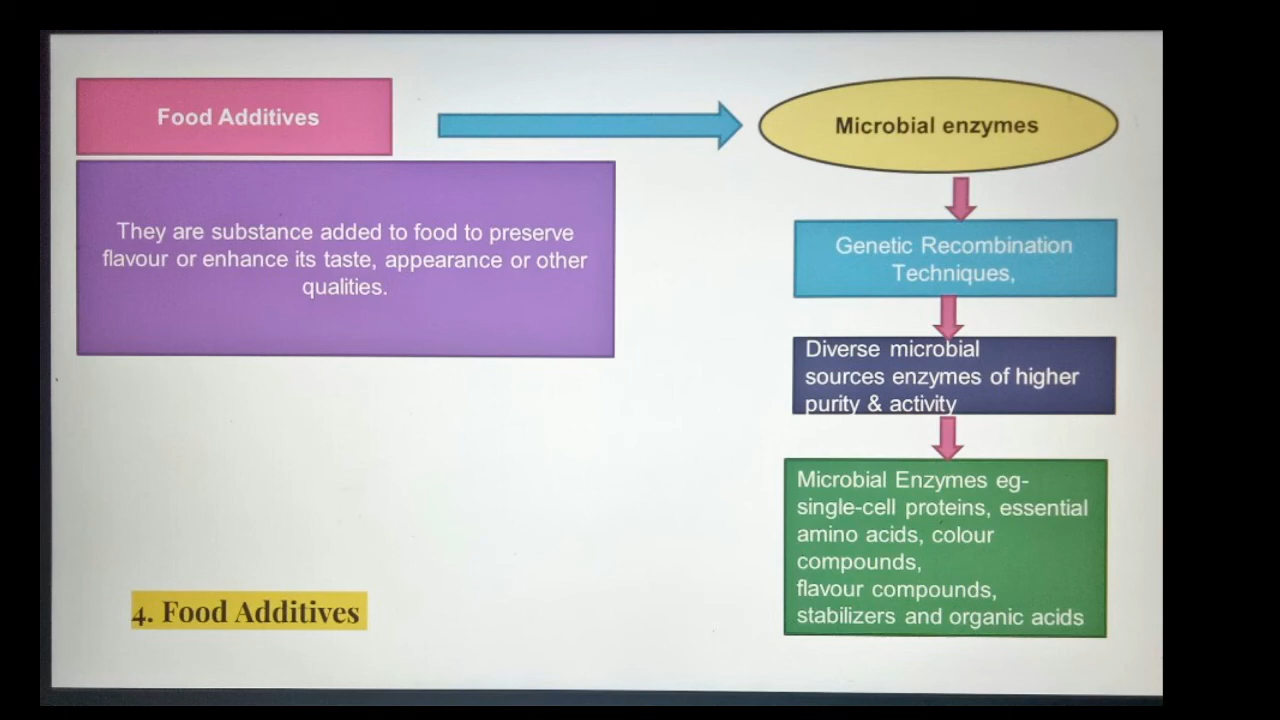 Food Additives
They are substance added to food to preserve
flavour or enhance its taste, appearance or other
qualities.
Microbial enzymes
Genetic Recombination
Techniques,
Diverse microbial
sources enzymes of higher
purity & activity
Microbial Enzymes eg-
single-cell proteins, essential
amino acids, colour
compounds,
flavour compounds,
stabilizers and organic acids
4. Food Additives